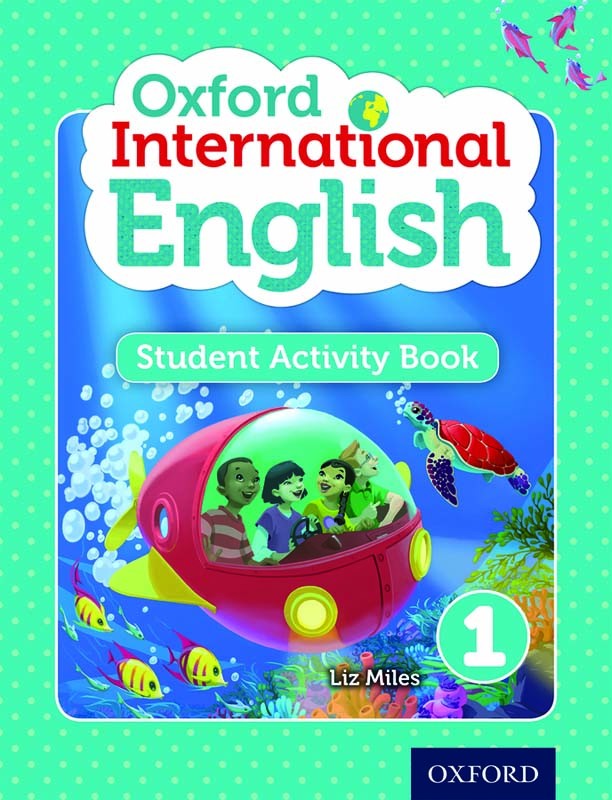 Oxford
International
English
Student Activity Book
1
Liz Miles
OXFORD